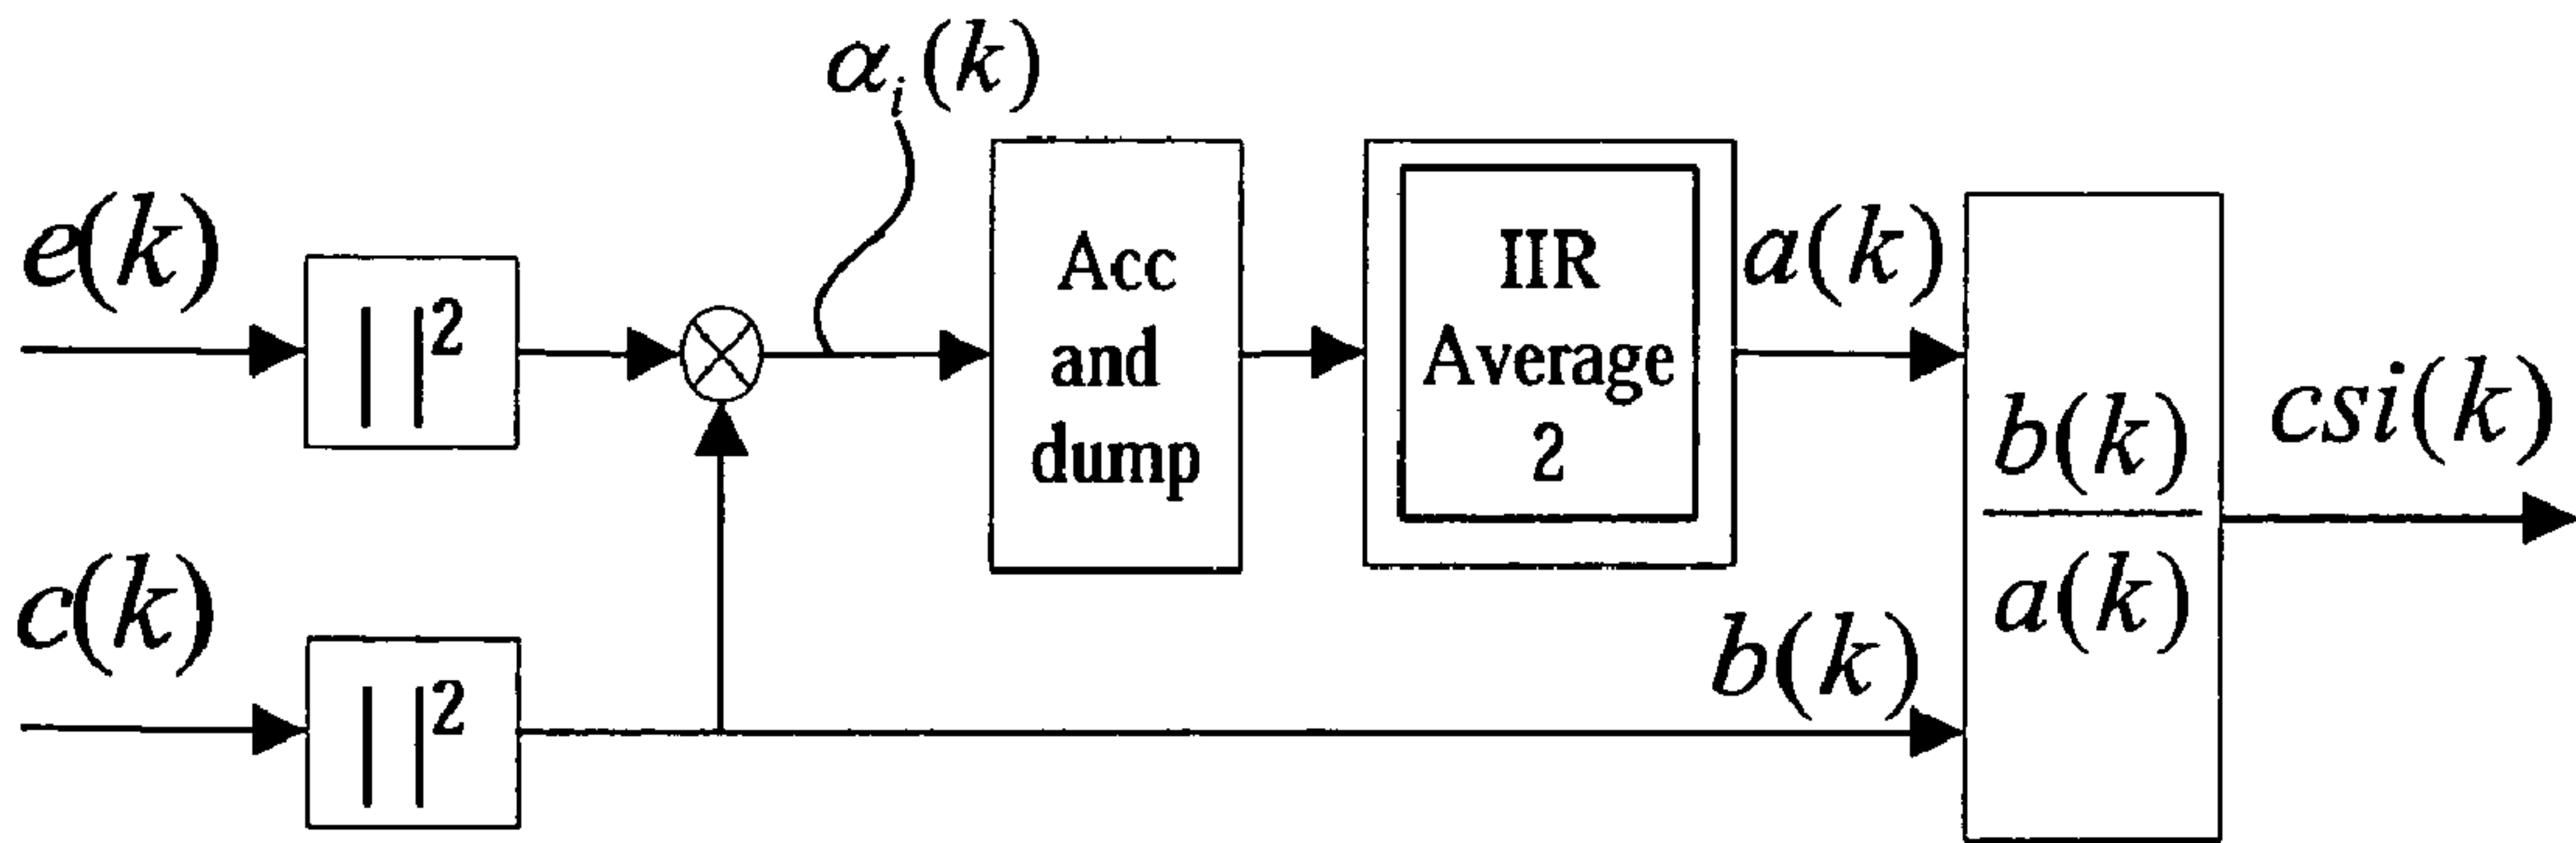 αᵢ(k)
e(k)
| |²
Acc
and
dump
IIR
Average
2
a(k)
c(k)
| |²
b(k)
b(k)
a(k)
csi(k)